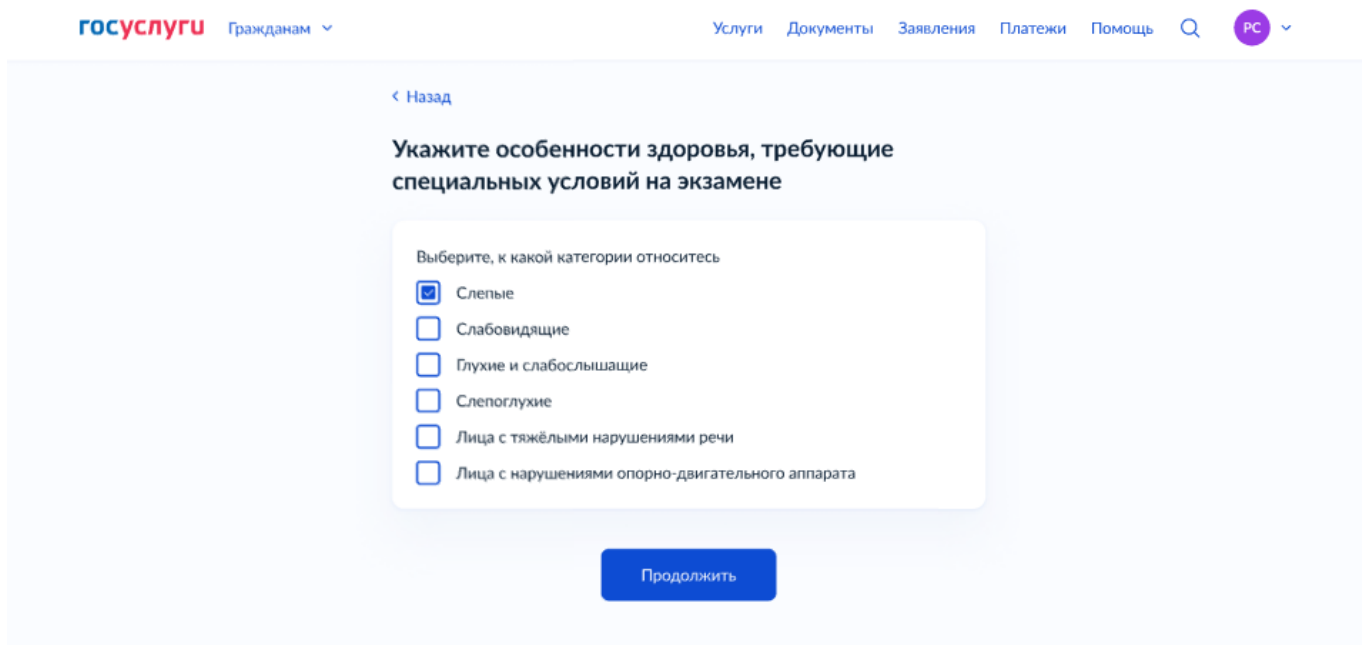 госуслуги Гражданам Услуги Документы Заявления Платежи Помощь РС
Назад
Укажите особенности здоровья, требующие
специальных условий на экзамене
Выберите, к какой категории относитесь
Слепые
Слабовидящие
Глухие и слабослышащие
Слепоглухие
Лица с тяжёлыми нарушениями речи
Лица с нарушениями опорно-двигательного аппарата
Продолжить